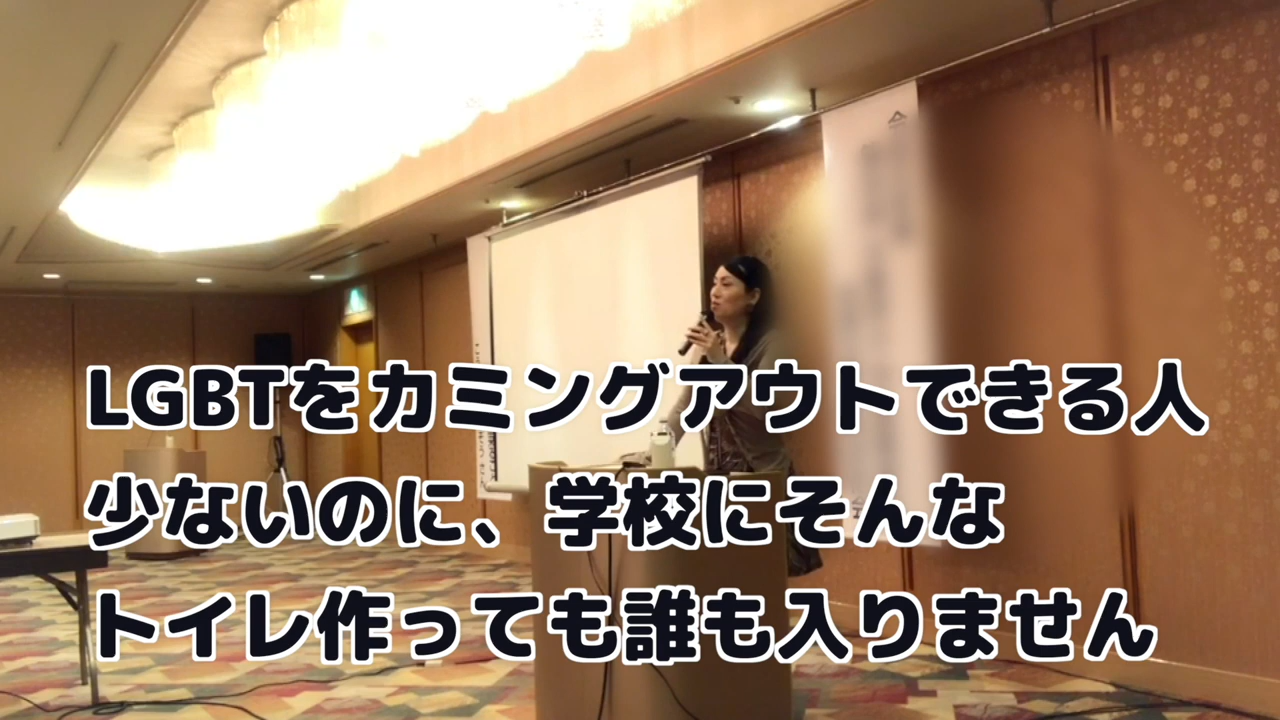 LGBTをカミングアウトできる人
少ないのに、学校にそんな
トイレ作っても誰も入りません